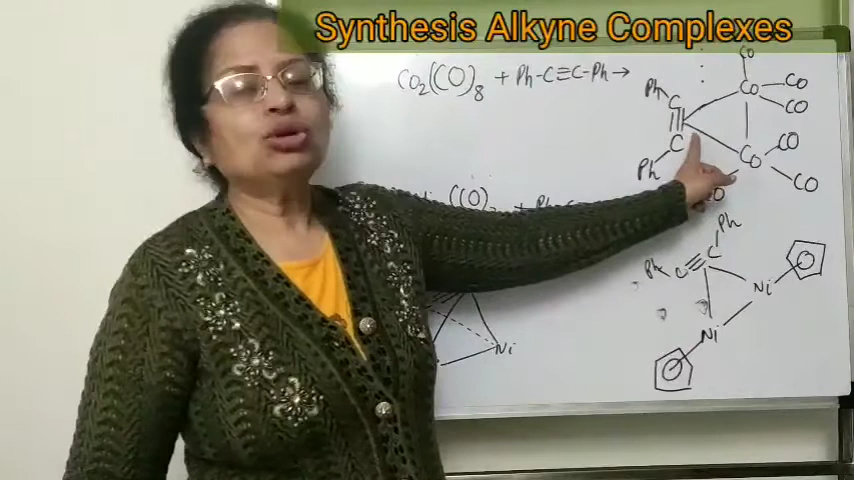 Synthesis Alkyne Complexes
Co₂(CO)₈ + Ph-C≡C-Ph →
Ph
C
C
Ph
Co
CO
CO
CO
Co
CO
CO
(CO)
Ph
C
Ph C
Ni
Ni
Ni